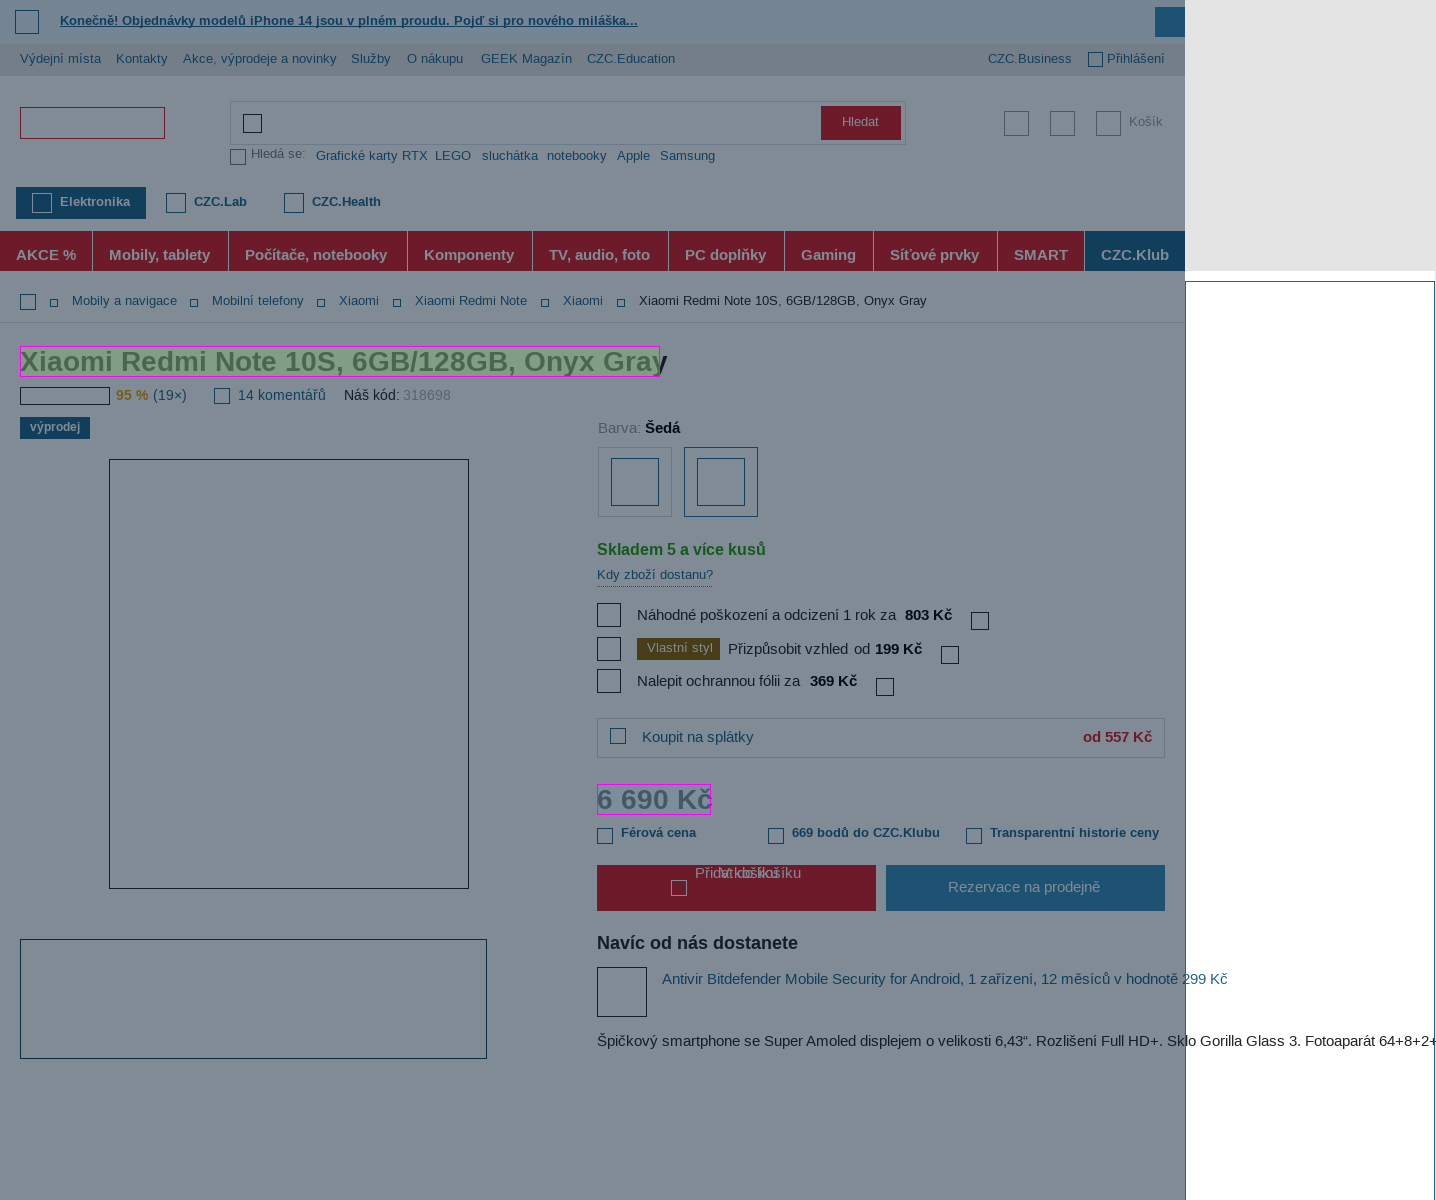 Konečně! Objednávky modelů iPhone 14 jsou v plném proudu. Pojď si pro nového miláška...
Výdejní místa Kontakty Akce, výprodeje a novinky Služby O nákupu GEEK Magazín CZC.Education CZC.Business Přihlášení
Hledat
Košík
Hledá se: Grafické karty RTX LEGO sluchátka notebooky Apple Samsung
Elektronika CZC.Lab CZC.Health
AKCE % Mobily, tablety Počítače, notebooky Komponenty TV, audio, foto PC doplňky Gaming Síťové prvky SMART CZC.Klub
Mobily a navigace Mobilní telefony Xiaomi Xiaomi Redmi Note Xiaomi Xiaomi Redmi Note 10S, 6GB/128GB, Onyx Gray
Xiaomi Redmi Note 10S, 6GB/128GB, Onyx Gray
95 % (19×) 14 komentářů Náš kód: 318698
výprodej
Barva: Šedá
Skladem 5 a více kusů
Kdy zboží dostanu?
Náhodné poškození a odcizení 1 rok za 803 Kč
Vlastní styl Přizpůsobit vzhled od 199 Kč
Nalepit ochrannou fólii za 369 Kč
Koupit na splátky od 557 Kč
6 690 Kč
Férová cena 669 bodů do CZC.Klubu Transparentní historie ceny
Přidat do košíku
V košíku
Rezervace na prodejně
Navíc od nás dostanete
Antivir Bitdefender Mobile Security for Android, 1 zařízení, 12 měsíců v hodnotě 299 Kč
Špičkový smartphone se Super Amoled displejem o velikosti 6,43“. Rozlišení Full HD+. Sklo Gorilla Glass 3. Fotoaparát 64+8+2+